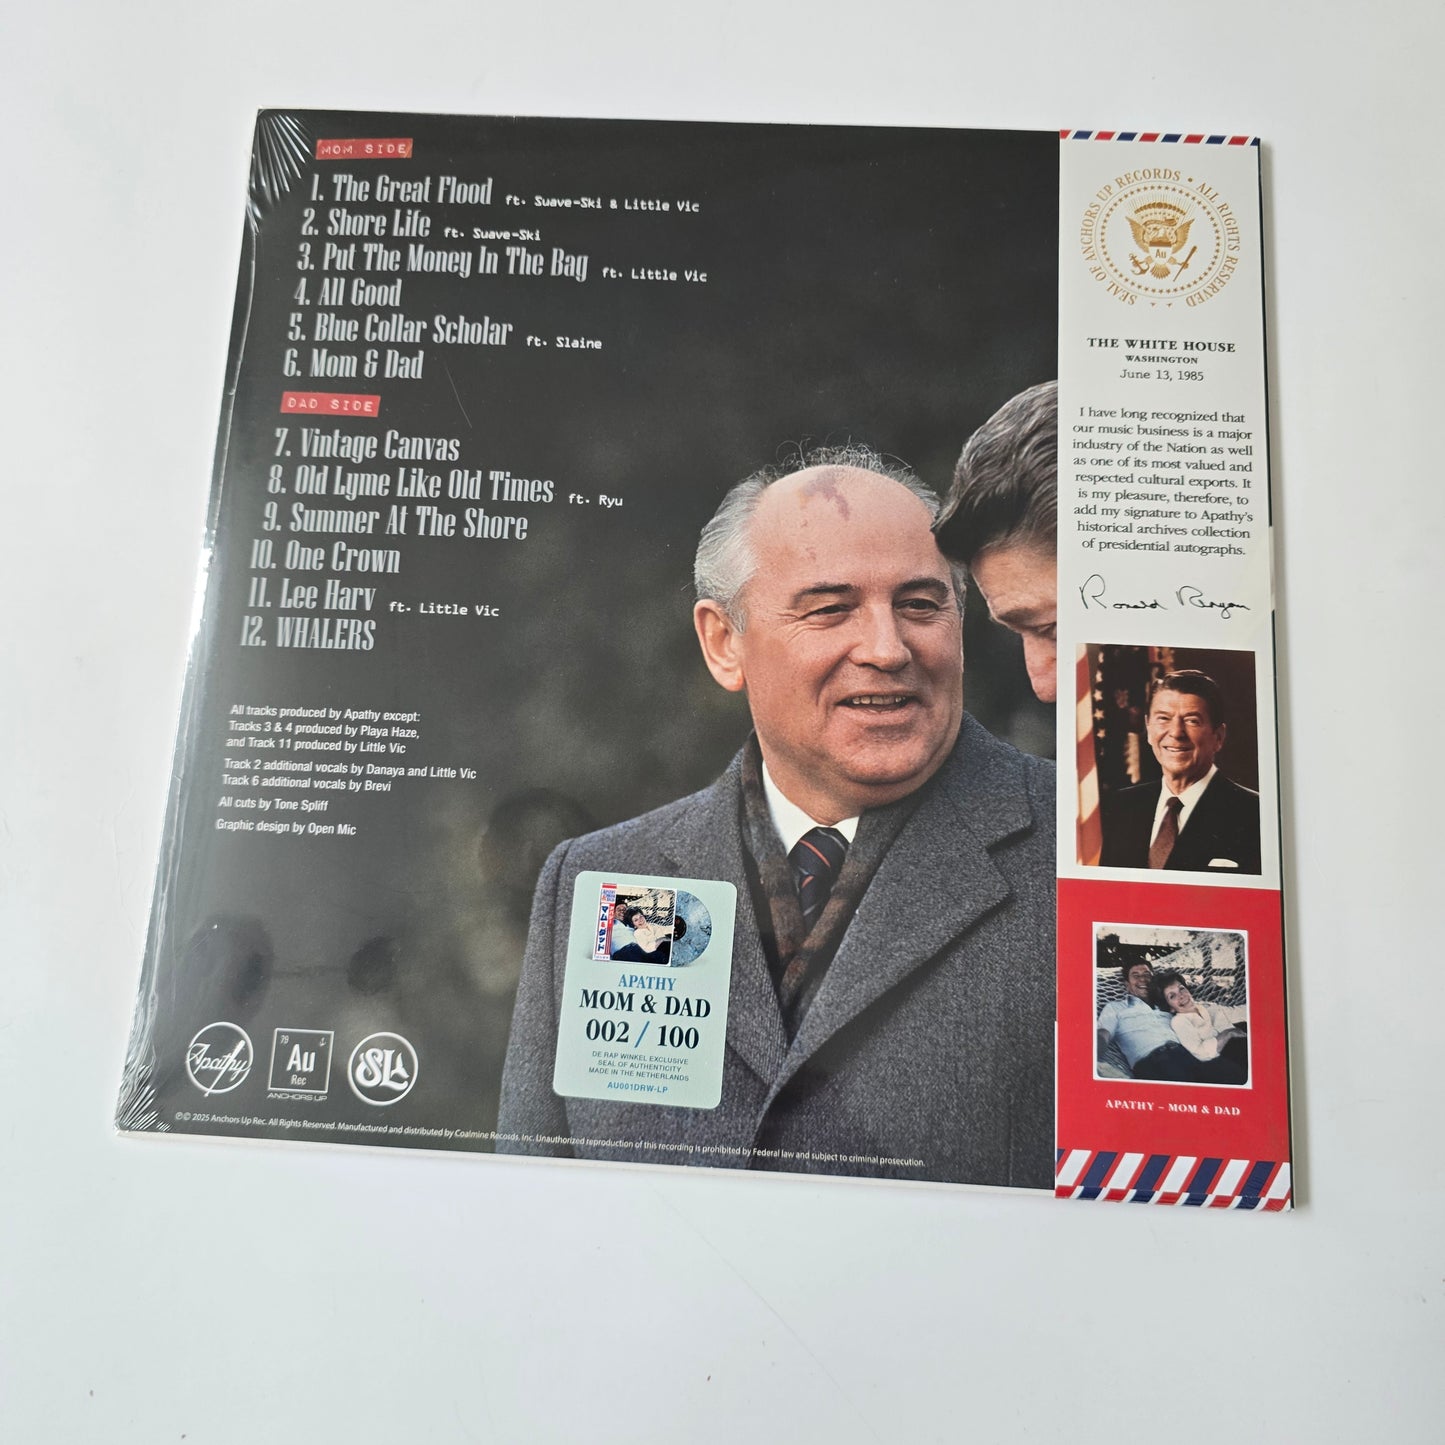 MOM SIDE
1. The Great Flood ft. Suave-Ski & Little Vic
2. Shore Life ft. Suave-Ski
3. Put The Money In The Bag ft. Little Vic
4. All Good
5. Blue Collar Scholar ft. Slaine
6. Mom & Dad
DAD SIDE
7. Vintage Canvas
8. Old Lyme Like Old Times ft. Ryu
9. Summer At The Shore
10. One Crown
11. Lee Harv ft. Little Vic
12. WHALERS
All tracks produced by Apathy except:
Tracks 3 & 4 produced by Playa Haze,
and Track 11 produced by Little Vic
Track 2 additional vocals by Danaya and Little Vic
Track 6 additional vocals by Brevi
All cuts by Tone Spliff
Graphic design by Open Mic
Apathy
79
Au
Rec
ANCHORS UP
SL
℗© 2025 Anchors Up Rec. All Rights Reserved. Manufactured and distributed by Coalmine Records, Inc. Unauthorized reproduction of this recording is prohibited by Federal law and subject to criminal prosecution.
APATHY
MOM & DAD
002 / 100
DE RAP WINKEL EXCLUSIVE
SEAL OF AUTHENTICITY
MADE IN THE NETHERLANDS
AU001DRW-LP
SEAL OF ANCHORS UP RECORDS • ALL RIGHTS RESERVED
Au
THE WHITE HOUSE
WASHINGTON
June 13, 1985
I have long recognized that
our music business is a major
industry of the Nation as well
as one of its most valued and
respected cultural exports. It
is my pleasure, therefore, to
add my signature to Apathy's
historical archives collection
of presidential autographs.
Ronald Reagan
APATHY – MOM & DAD